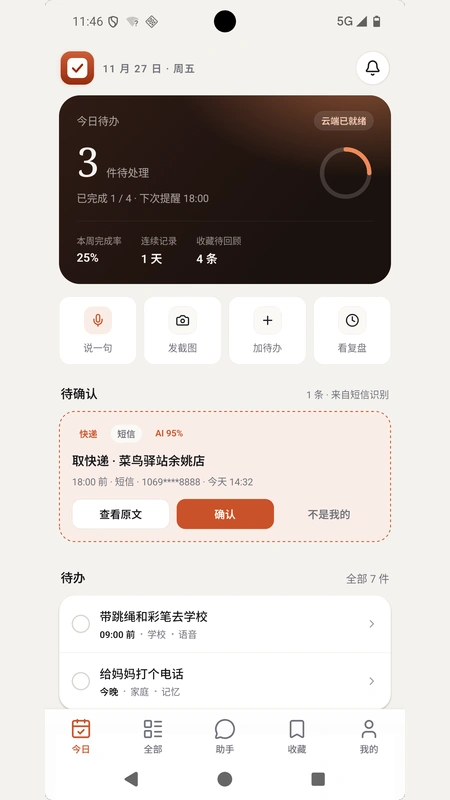 11:46
5G
11 月 27 日 · 周五
今日待办
云端已就绪
3 件待处理
已完成 1 / 4 · 下次提醒 18:00
本周完成率 连续记录 收藏待回顾
25% 1 天 4 条
说一句 发截图 加待办 看复盘
待确认
1 条 · 来自短信识别
快递 短信 AI 95%
取快递 · 菜鸟驿站余姚店
18:00 前 · 短信 · 1069****8888 · 今天 14:32
查看原文 确认 不是我的
待办
全部 7 件
带跳绳和彩笔去学校
09:00 前 · 学校 · 语音
给妈妈打个电话
今晚 · 家庭 · 记忆
今日 全部 助手 收藏 我的